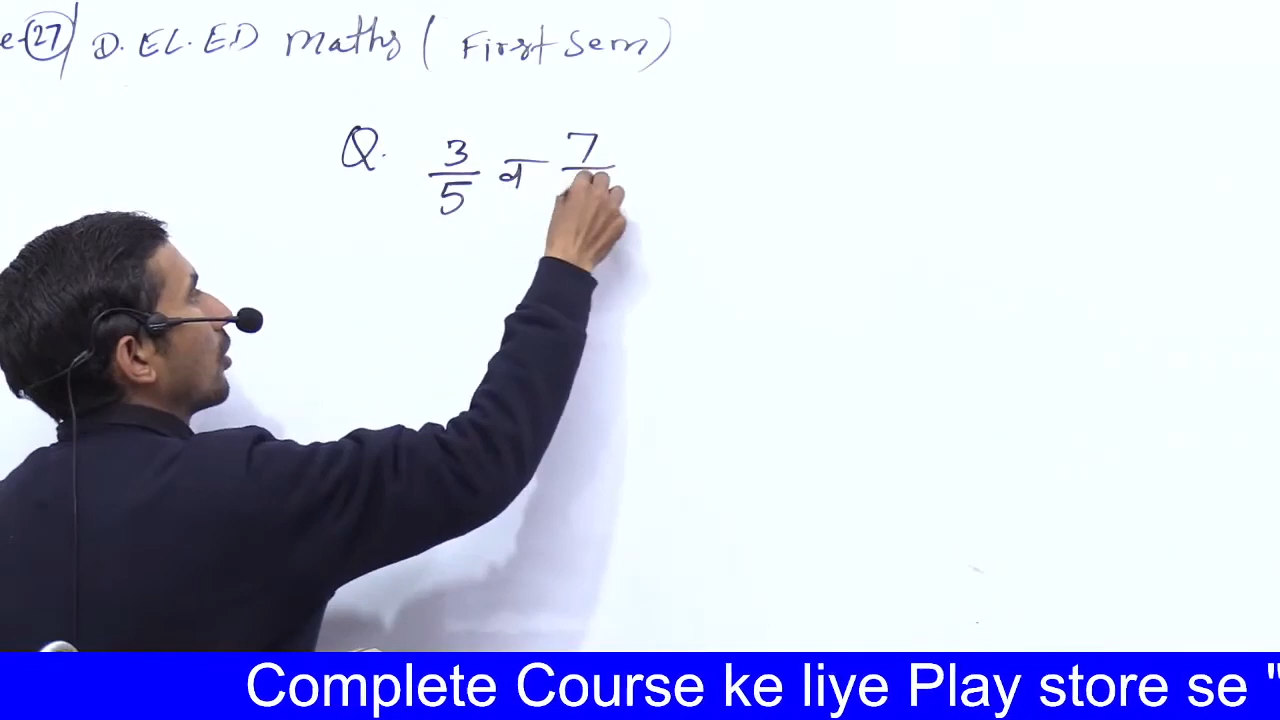 e-27 D.EL.ED Maths ( First Sem )
Q. 3/5 व 7/
Complete Course ke liye Play store se "